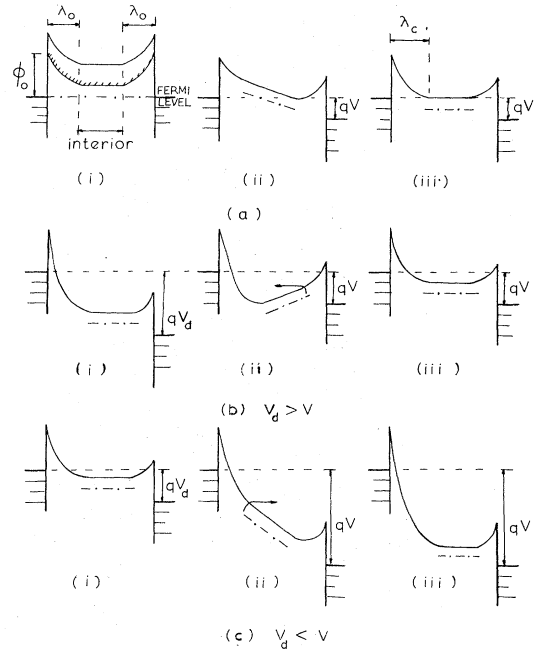 λo λo λc .
ϕo
FERMI LEVEL
interior
qV qV
( i ) ( ii ) (iii·)
( a )
qVd qV qV
( i ) ( ii ) ( iii )
(b) Vd > V
qVd qV qV
( i ) ( ii ) ( iii )
(c) Vd < V